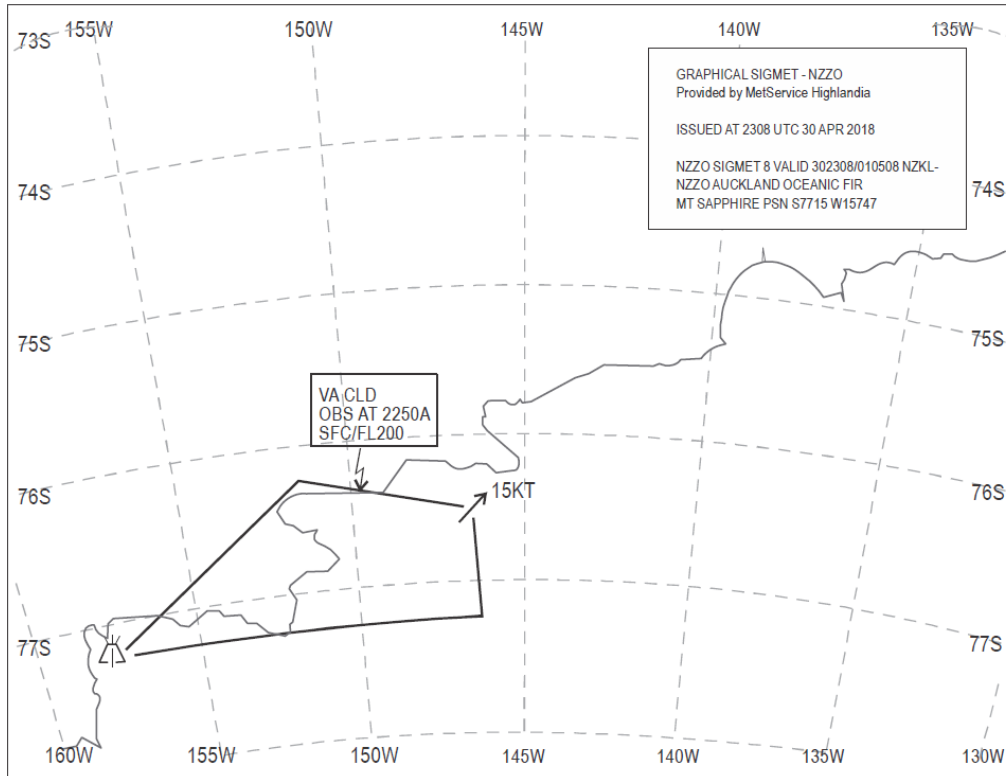 155W
150W
145W
140W
135W
73S
GRAPHICAL SIGMET - NZZO
Provided by MetService Highlandia
ISSUED AT 2308 UTC 30 APR 2018
NZZO SIGMET 8 VALID 302308/010508 NZKL-
NZZO AUCKLAND OCEANIC FIR
MT SAPPHIRE PSN S7715 W15747
74S
74S
75S
75S
VA CLD
OBS AT 2250A
SFC/FL200
76S
15KT
76S
77S
77S
160W
155W
150W
145W
140W
135W
130W